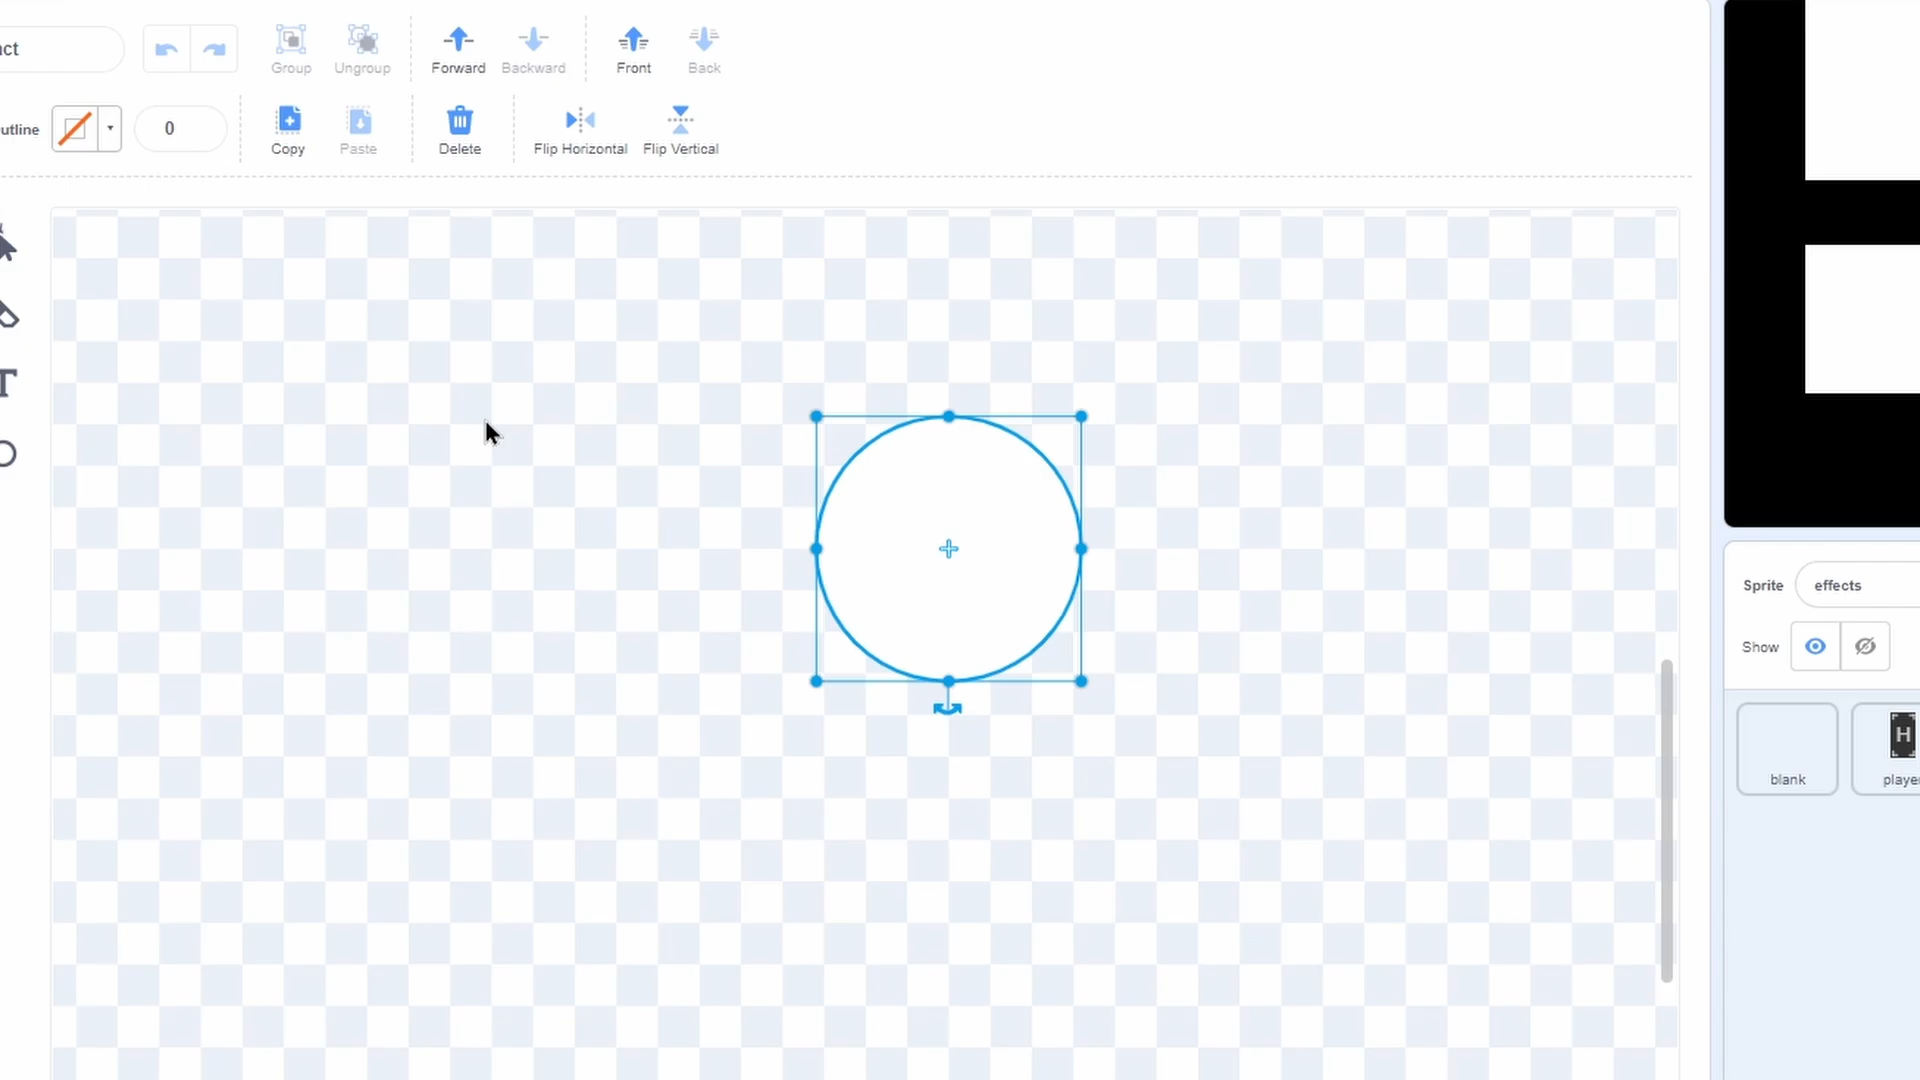 ct
Group Ungroup Forward Backward Front Back
utline 0
Copy Paste Delete Flip Horizontal Flip Vertical
T
Sprite effects
Show
H
blank playe